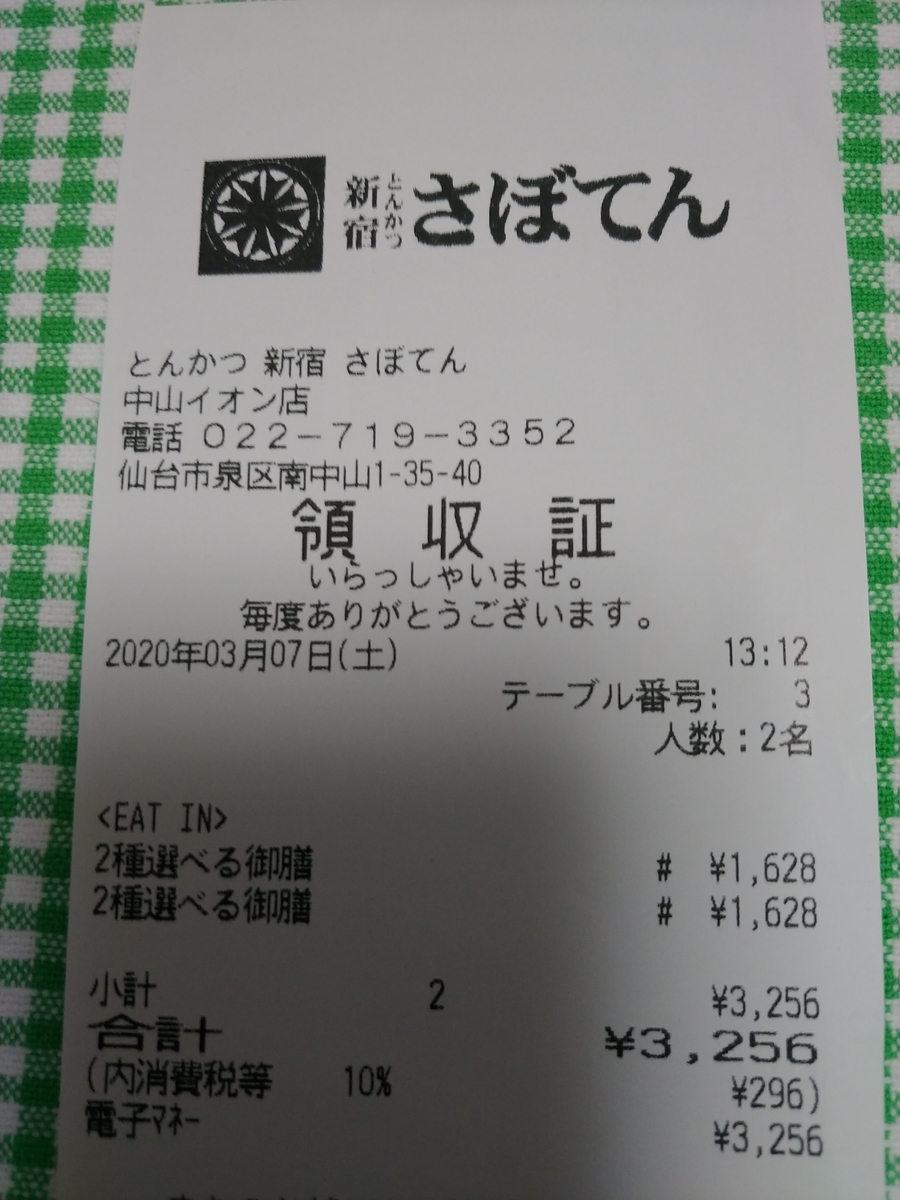 新宿 とんかつ さぼてん
とんかつ 新宿 さぼてん
中山イオン店
電話 022-719-3352
仙台市泉区南中山1-35-40
領 収 証
いらっしゃいませ。
毎度ありがとうございます。
2020年03月07日(土) 13:12
テーブル番号: 3
人数:2名
<EAT IN>
2種選べる御膳 # ¥1,628
2種選べる御膳 # ¥1,628
小計 2 ¥3,256
合計 ¥3,256
(内消費税等 10% ¥296)
電子マネー ¥3,256